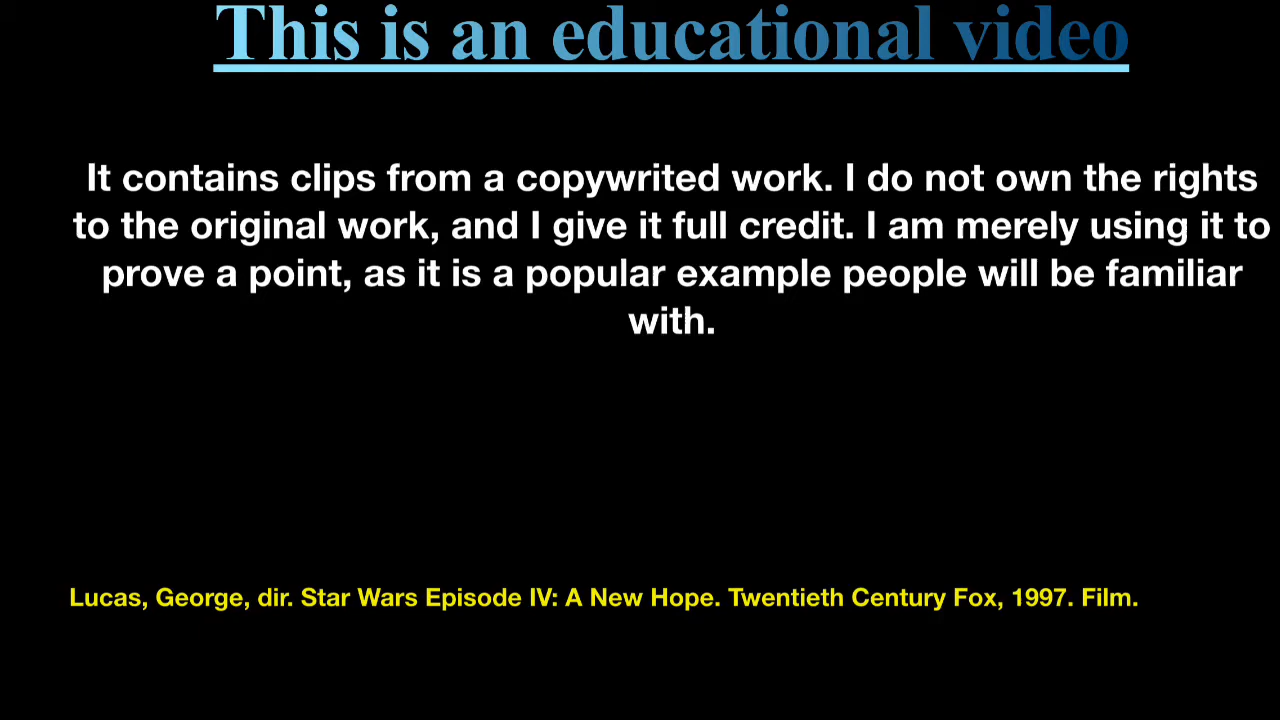 This is an educational video
It contains clips from a copywrited work. I do not own the rights
to the original work, and I give it full credit. I am merely using it to
prove a point, as it is a popular example people will be familiar
with.
Lucas, George, dir. Star Wars Episode IV: A New Hope. Twentieth Century Fox, 1997. Film.